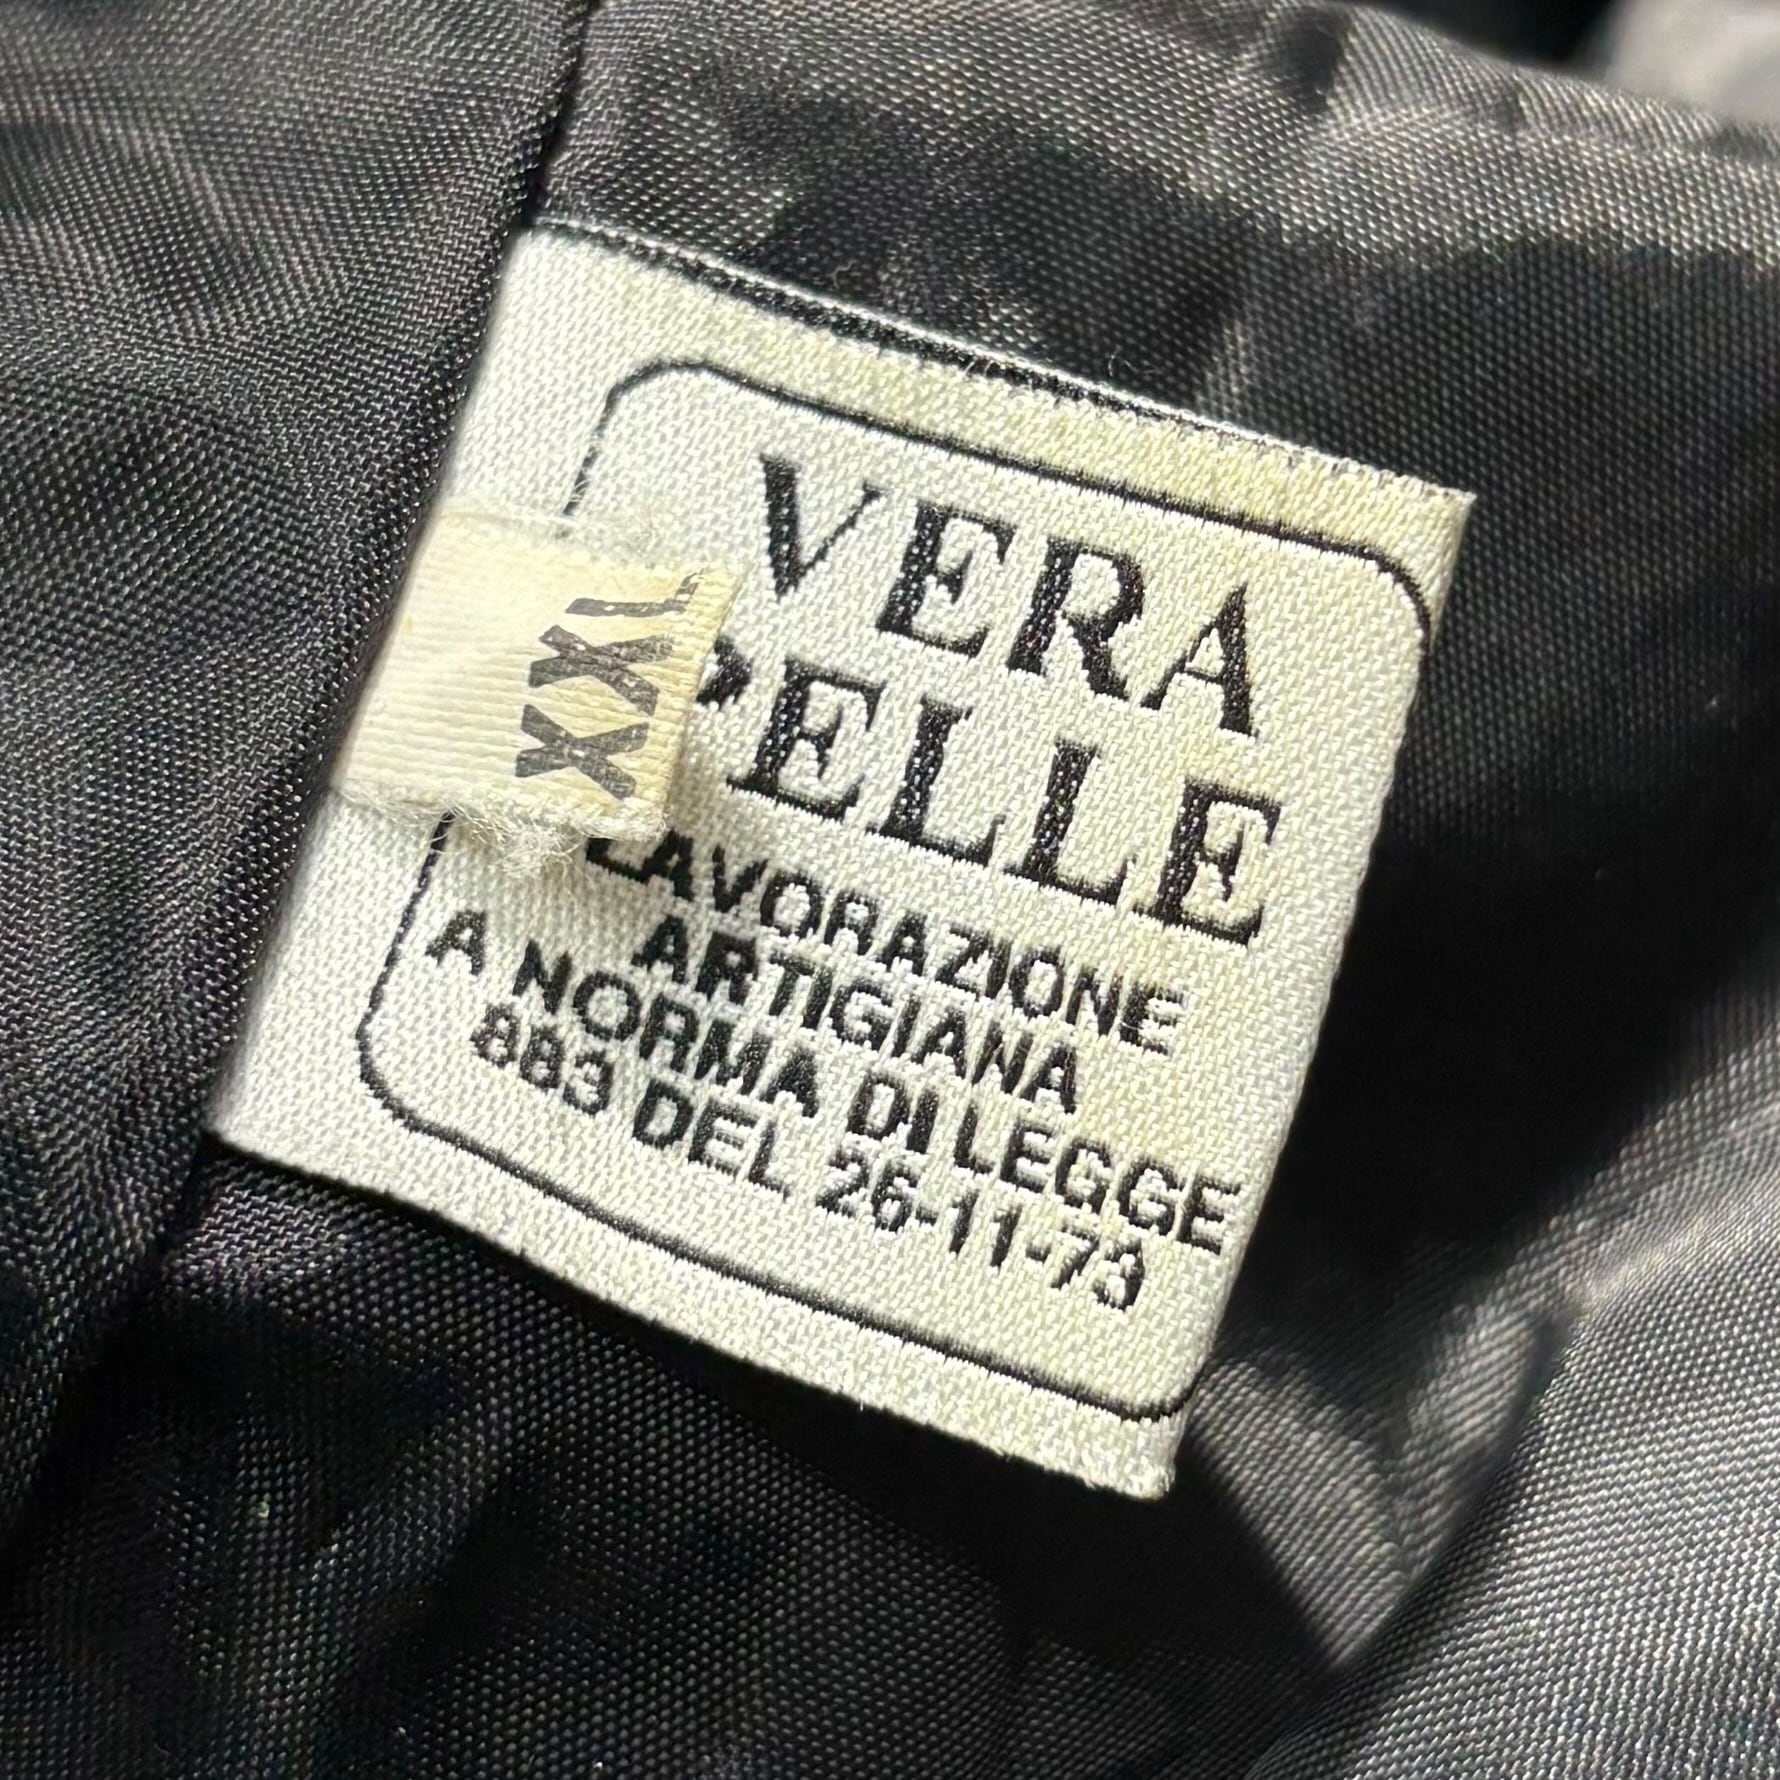 XXL
VERA
PELLE
LAVORAZIONE
ARTIGIANA
A NORMA DI LEGGE
883 DEL 26-11-73